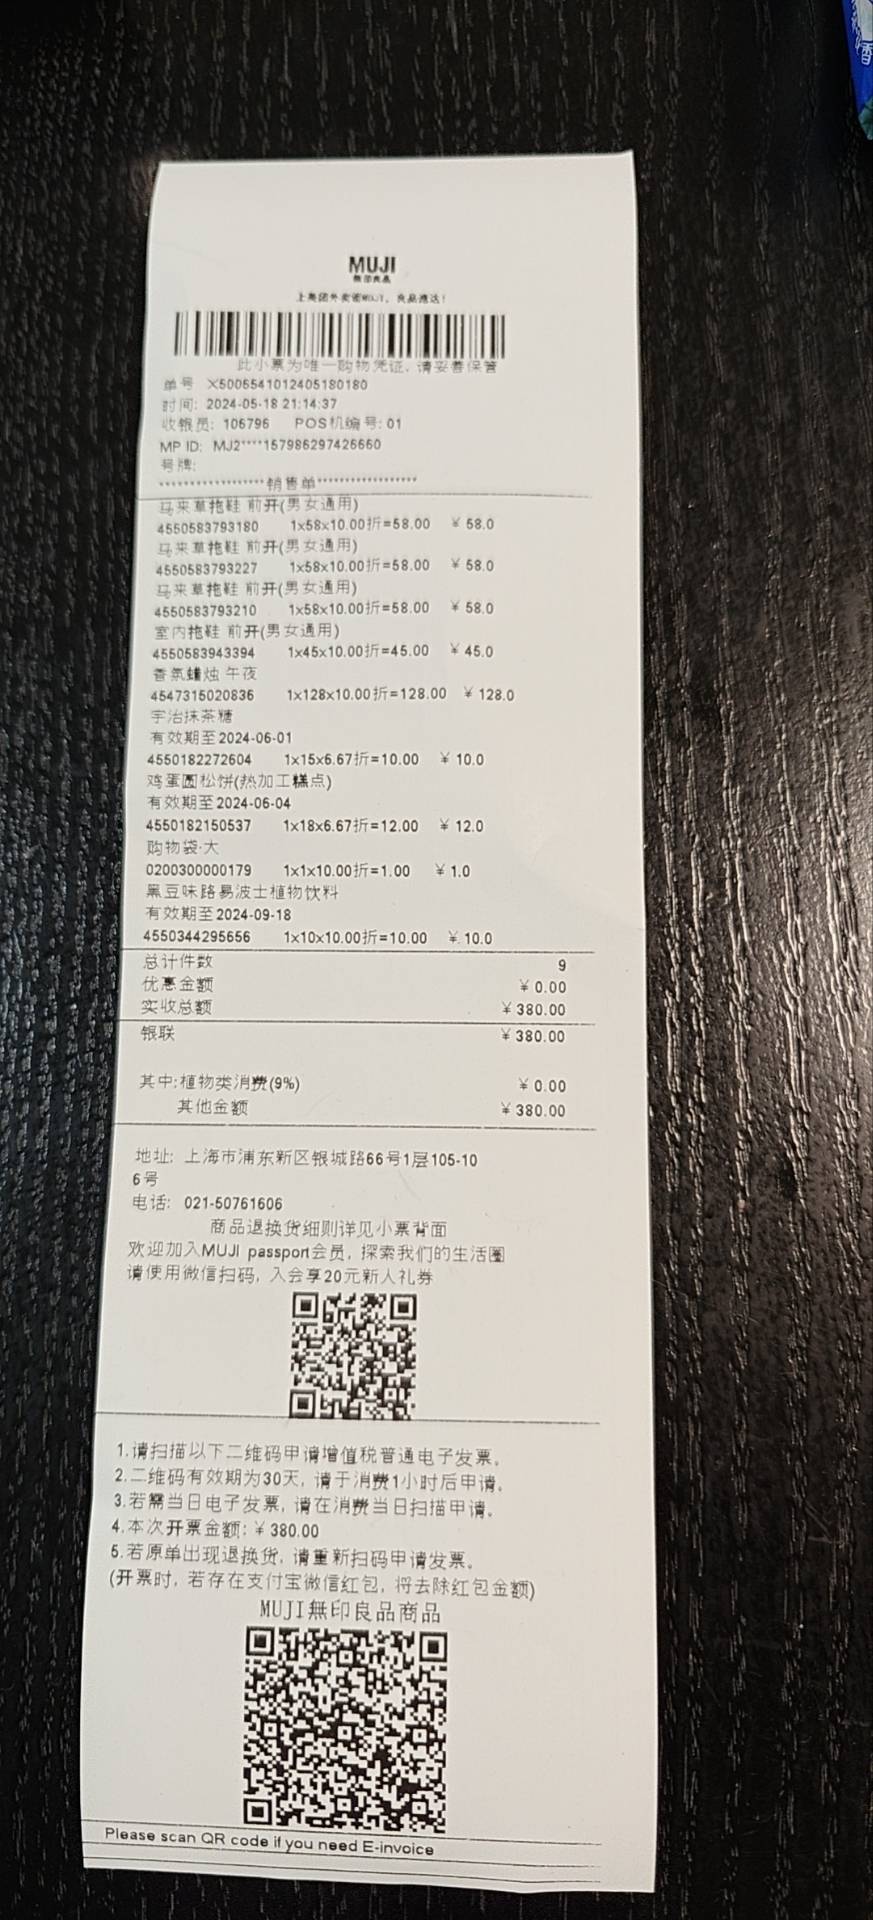 MUJI
無印良品
上美团外卖搜MUJI，良品速达！
此小票为唯一购物凭证，请妥善保管
单号 X5006541012405180180
时间: 2024-05-18 21:14:37
收银员: 106796 POS机编号: 01
MP ID: MJ2****157986297426660
号牌:
******************销售单*****************
马来草拖鞋 前开(男女通用)
4550583793180 1x58x10.00折=58.00 ¥ 58.0
马来草拖鞋 前开(男女通用)
4550583793227 1x58x10.00折=58.00 ¥ 58.0
马来草拖鞋 前开(男女通用)
4550583793210 1x58x10.00折=58.00 ¥ 58.0
室内拖鞋 前开(男女通用)
4550583943394 1x45x10.00折=45.00 ¥ 45.0
香氛蜡烛 午夜
4547315020836 1x128x10.00折=128.00 ¥ 128.0
宇治抹茶糖
有效期至2024-06-01
4550182272604 1x15x6.67折=10.00 ¥ 10.0
鸡蛋圆松饼(热加工糕点)
有效期至2024-06-04
4550182150537 1x18x6.67折=12.00 ¥ 12.0
购物袋·大
0200300000179 1x1x10.00折=1.00 ¥ 1.0
黑豆味路易波士植物饮料
有效期至2024-09-18
4550344295656 1x10x10.00折=10.00 ¥ 10.0
总计件数 9
优惠金额 ¥ 0.00
实收总额 ¥ 380.00
银联 ¥ 380.00
其中:植物类消费(9%) ¥ 0.00
其他金额 ¥ 380.00
地址: 上海市浦东新区银城路66号1层105-10
6号
电话: 021-50761606
商品退换货细则详见小票背面
欢迎加入MUJI passport会员, 探索我们的生活圈
请使用微信扫码, 入会享20元新人礼券
1.请扫描以下二维码申请增值税普通电子发票。
2.二维码有效期为30天, 请于消费1小时后申请。
3.若需当日电子发票, 请在消费当日扫描申请。
4.本次开票金额: ¥ 380.00
5.若原单出现退换货, 请重新扫码申请发票。
(开票时, 若存在支付宝微信红包, 将去除红包金额)
MUJI無印良品商品
Please scan QR code if you need E-invoice
香